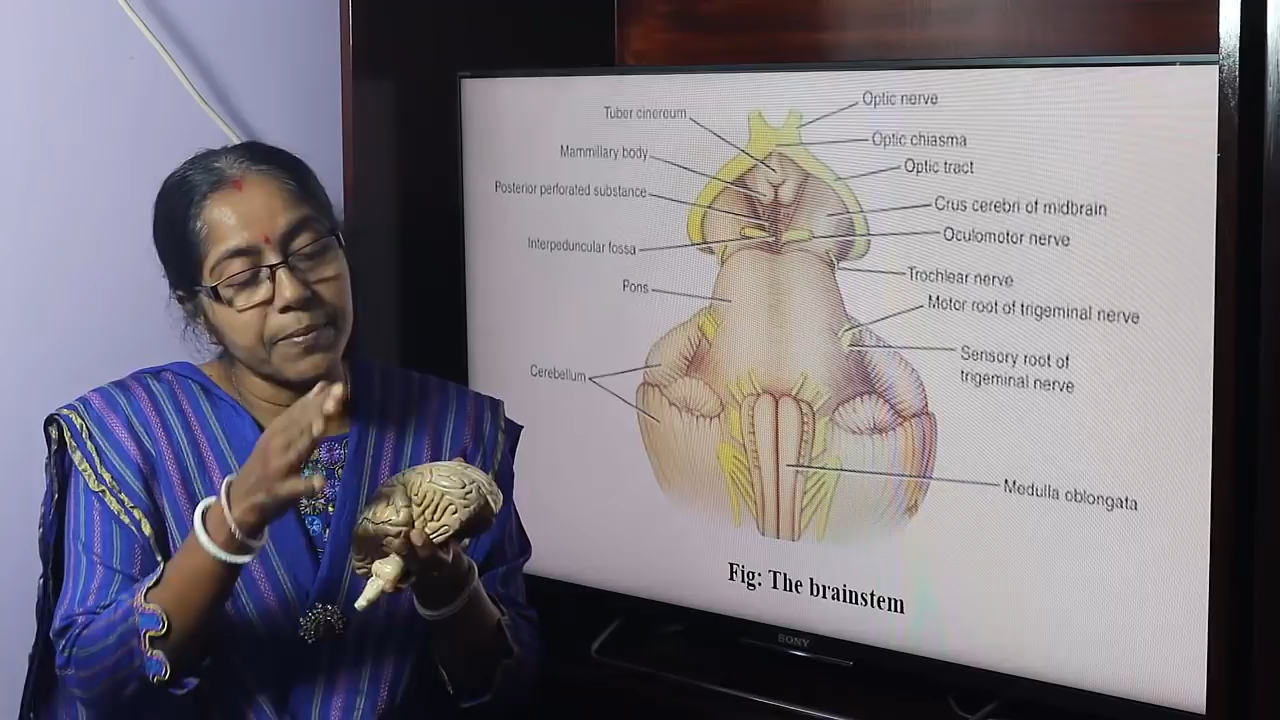 Tuber cinereum
Mammillary body
Posterior perforated substance
Interpeduncular fossa
Pons
Cerebellum
Optic nerve
Optic chiasma
Optic tract
Crus cerebri of midbrain
Oculomotor nerve
Trochlear nerve
Motor root of trigeminal nerve
Sensory root of
trigeminal nerve
Medulla oblongata
Fig: The brainstem
SONY